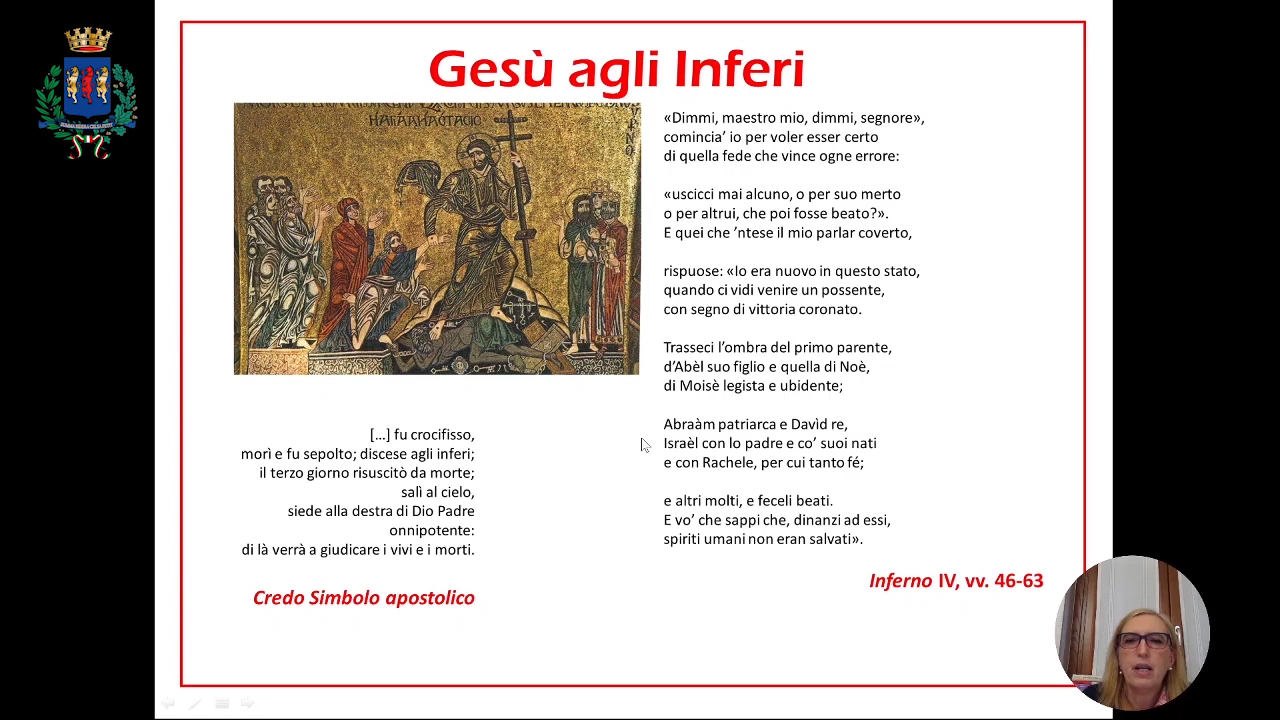 Gesù agli Inferi
«Dimmi, maestro mio, dimmi, segnore»,
comincia’ io per voler esser certo
di quella fede che vince ogne errore:
«uscicci mai alcuno, o per suo merto
o per altrui, che poi fosse beato?».
E quei che ’ntese il mio parlar coverto,
rispuose: «Io era nuovo in questo stato,
quando ci vidi venire un possente,
con segno di vittoria coronato.
Trasseci l’ombra del primo parente,
d’Abèl suo figlio e quella di Noè,
di Moisè legista e ubidente;
Abraàm patriarca e Davìd re,
Israèl con lo padre e co’ suoi nati
e con Rachele, per cui tanto fé;
e altri molti, e feceli beati.
E vo’ che sappi che, dinanzi ad essi,
spiriti umani non eran salvati».
Inferno IV, vv. 46-63
[…] fu crocifisso,
morì e fu sepolto; discese agli inferi;
il terzo giorno risuscitò da morte;
salì al cielo,
siede alla destra di Dio Padre
onnipotente:
di là verrà a giudicare i vivi e i morti.
Credo Simbolo apostolico